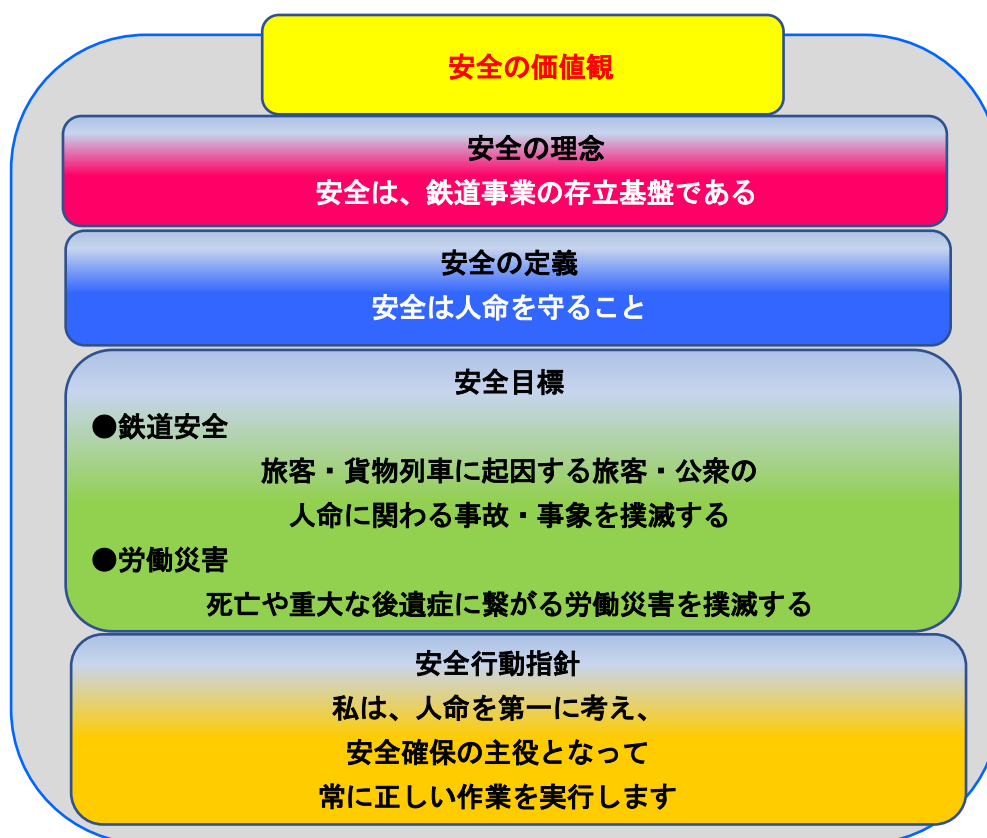 安全の価値観
安全の理念
安全は、鉄道事業の存立基盤である
安全の定義
安全は人命を守ること
安全目標
●鉄道安全
旅客・貨物列車に起因する旅客・公衆の
人命に関わる事故・事象を撲滅する
●労働災害
死亡や重大な後遺症に繋がる労働災害を撲滅する
安全行動指針
私は、人命を第一に考え、
安全確保の主役となって
常に正しい作業を実行します